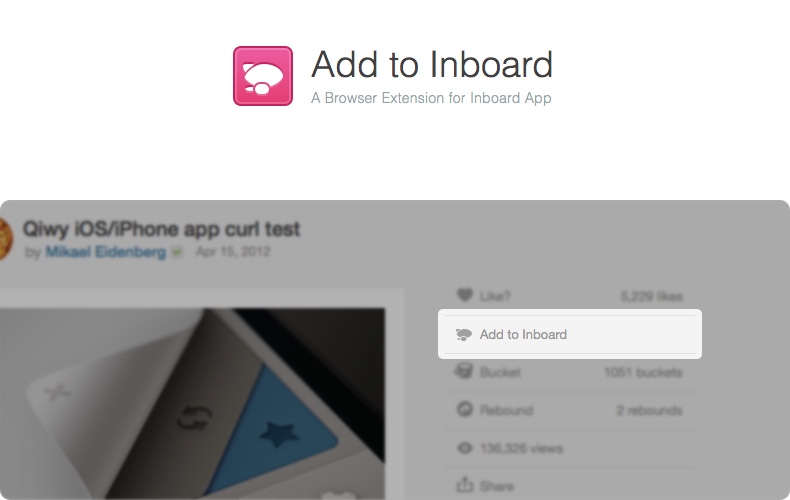 Add to Inboard
A Browser Extension for Inboard App
Qiwy iOS/iPhone app curl test
by Mikael Eidenberg Apr 15, 2012
Like? 5,229 likes
Add to Inboard
Bucket 1051 buckets
Rebound 2 rebounds
136,326 views
Share